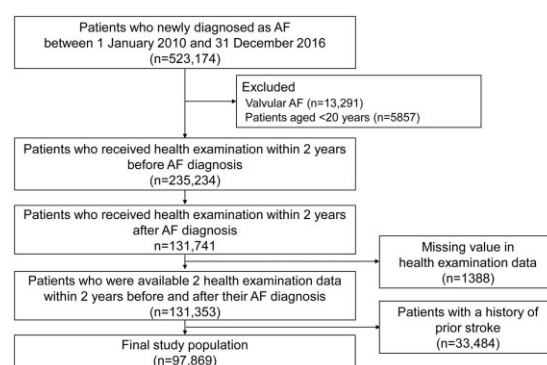 Patients who newly diagnosed as AF
between 1 January 2010 and 31 December 2016
(n=523,174)
Excluded
Valvular AF (n=13,291)
Patients aged <20 years (n=5857)
Patients who received health examination within 2 years
before AF diagnosis
(n=235,234)
Patients who received health examination within 2 years
after AF diagnosis
n=131,741)
Missing value in
health examination data
(n=1388)
Patients who were available 2 health examination data
within 2 years before and after their AF diagnosis
(n=131,353)
Patients with a history of
prior stroke
(n=33,484)
Final study population
(n=97,869)